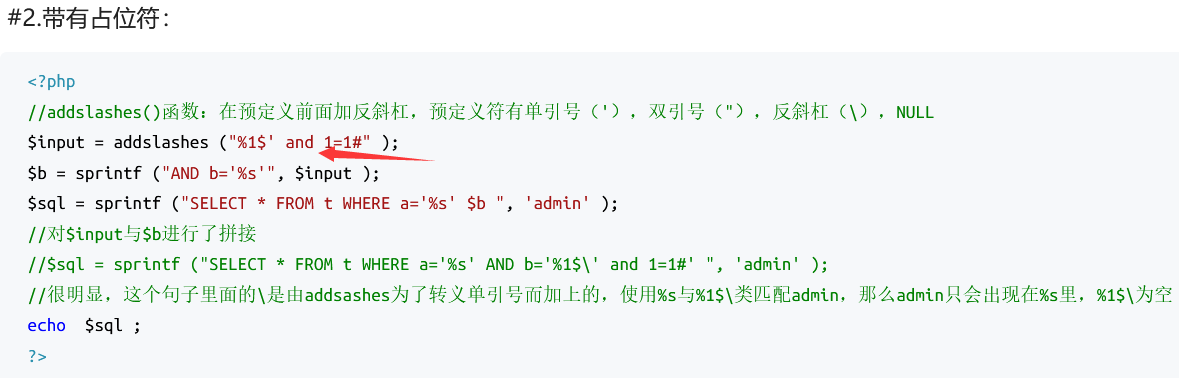 #2.带有占位符：
<?php
//addslashes()函数：在预定义前面加反斜杠，预定义符有单引号（'），双引号（"），反斜杠（\），NULL
$input = addslashes ("%1$' and 1=1#" );
$b = sprintf ("AND b='%s'", $input );
$sql = sprintf ("SELECT * FROM t WHERE a='%s' $b ", 'admin' );
//对$input与$b进行了拼接
//$sql = sprintf ("SELECT * FROM t WHERE a='%s' AND b='%1$\' and 1=1#' ", 'admin' );
//很明显，这个句子里面的\是由addsashes为了转义单引号而加上的，使用%s与%1$\类匹配admin，那么admin只会出现在%s里，%1$\为空
echo  $sql ;
?>